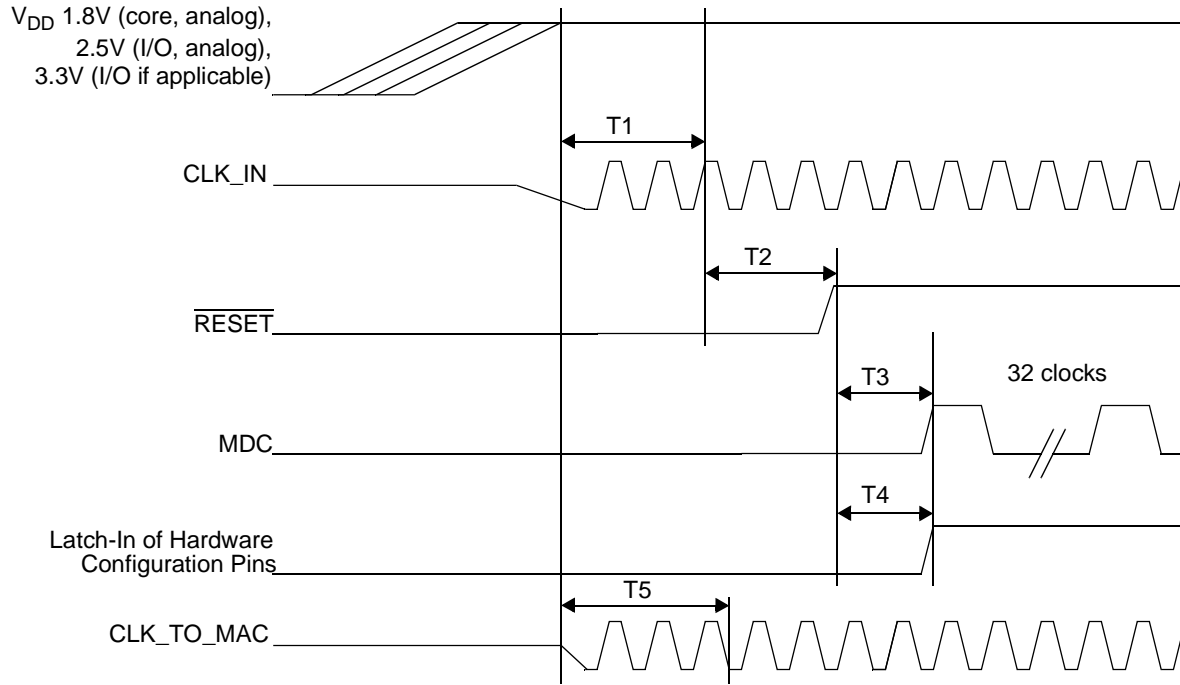 VDD 1.8V (core, analog),
2.5V (I/O, analog),
3.3V (I/O if applicable)
T1
CLK_IN
T2
RESET
T3
32 clocks
MDC
T4
Latch-In of Hardware
Configuration Pins
T5
CLK_TO_MAC